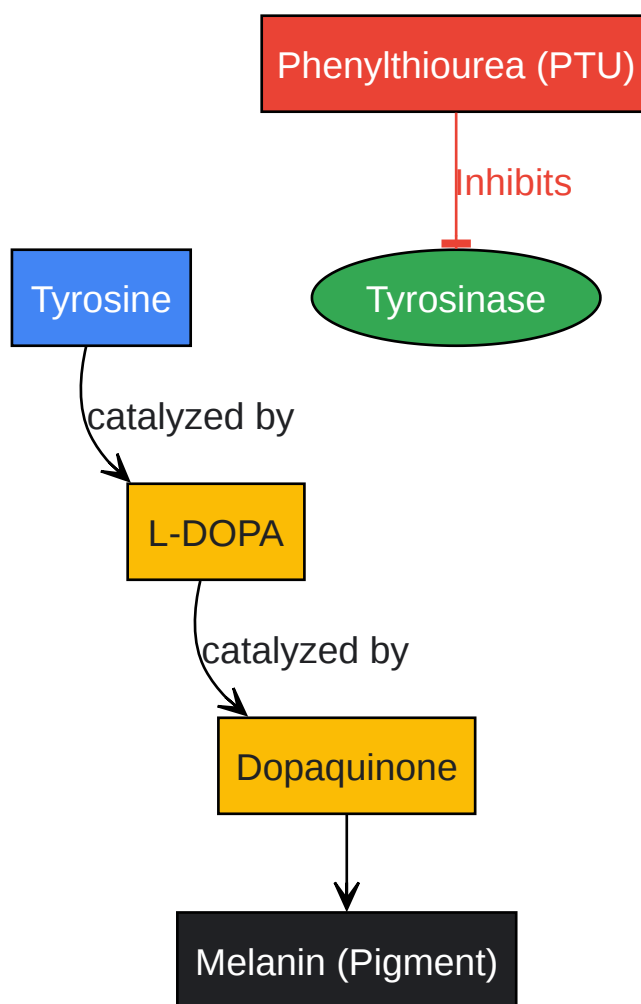 Phenylthiourea (PTU)
Inhibits
Tyrosine
Tyrosinase
catalyzed by
L-DOPA
catalyzed by
Dopaquinone
Melanin (Pigment)